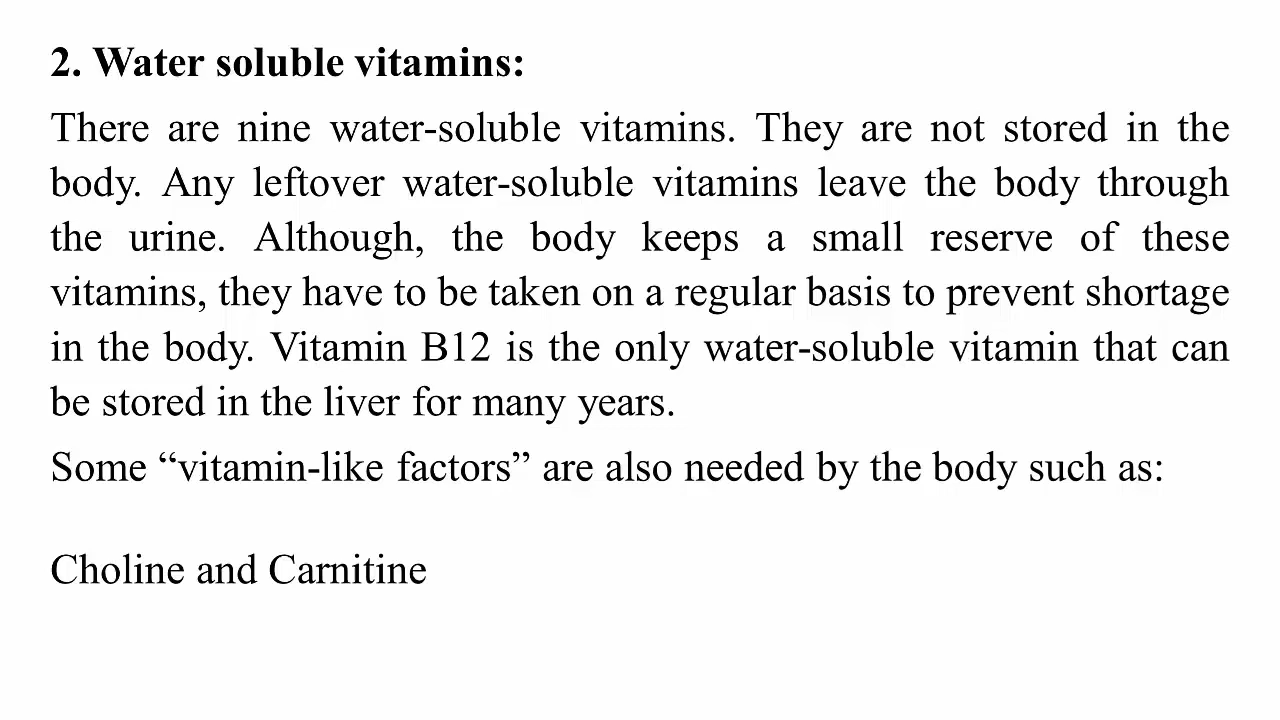 2. Water soluble vitamins:
There are nine water-soluble vitamins. They are not stored in the
body. Any leftover water-soluble vitamins leave the body through
the urine. Although, the body keeps a small reserve of these
vitamins, they have to be taken on a regular basis to prevent shortage
in the body. Vitamin B12 is the only water-soluble vitamin that can
be stored in the liver for many years.
Some “vitamin-like factors” are also needed by the body such as:
Choline and Carnitine